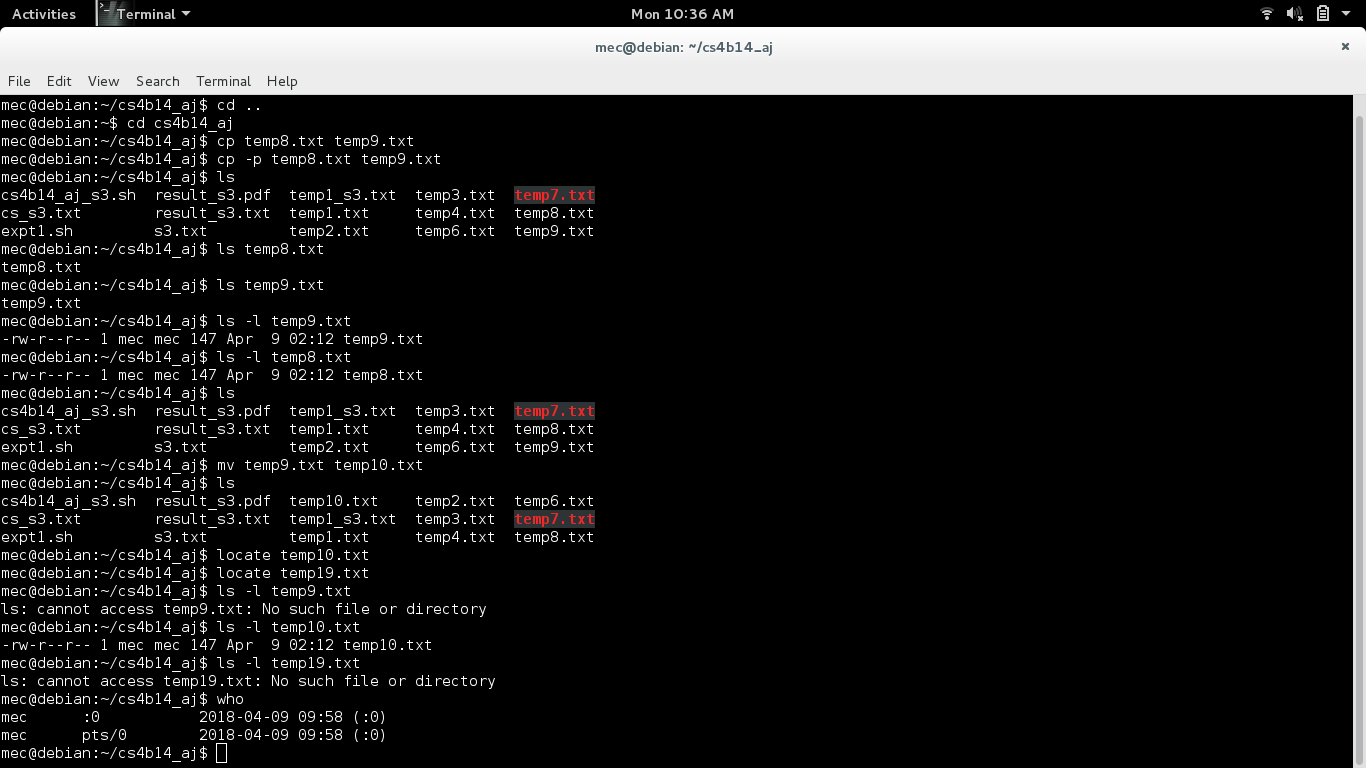 Activities Terminal Mon 10:36 AM
mec@debian: ~/cs4b14_aj ×
File Edit View Search Terminal Help
mec@debian:~/cs4b14_aj$ cd ..
mec@debian:~$ cd cs4b14_aj
mec@debian:~/cs4b14_aj$ cp temp8.txt temp9.txt
mec@debian:~/cs4b14_aj$ cp -p temp8.txt temp9.txt
mec@debian:~/cs4b14_aj$ ls
cs4b14_aj_s3.sh  result_s3.pdf  temp1_s3.txt  temp3.txt  temp7.txt
cs_s3.txt        result_s3.txt  temp1.txt     temp4.txt  temp8.txt
expt1.sh         s3.txt         temp2.txt     temp6.txt  temp9.txt
mec@debian:~/cs4b14_aj$ ls temp8.txt
temp8.txt
mec@debian:~/cs4b14_aj$ ls temp9.txt
temp9.txt
mec@debian:~/cs4b14_aj$ ls -l temp9.txt
-rw-r--r-- 1 mec mec 147 Apr  9 02:12 temp9.txt
mec@debian:~/cs4b14_aj$ ls -l temp8.txt
-rw-r--r-- 1 mec mec 147 Apr  9 02:12 temp8.txt
mec@debian:~/cs4b14_aj$ ls
cs4b14_aj_s3.sh  result_s3.pdf  temp1_s3.txt  temp3.txt  temp7.txt
cs_s3.txt        result_s3.txt  temp1.txt     temp4.txt  temp8.txt
expt1.sh         s3.txt         temp2.txt     temp6.txt  temp9.txt
mec@debian:~/cs4b14_aj$ mv temp9.txt temp10.txt
mec@debian:~/cs4b14_aj$ ls
cs4b14_aj_s3.sh  result_s3.pdf  temp10.txt    temp2.txt  temp6.txt
cs_s3.txt        result_s3.txt  temp1_s3.txt  temp3.txt  temp7.txt
expt1.sh         s3.txt         temp1.txt     temp4.txt  temp8.txt
mec@debian:~/cs4b14_aj$ locate temp10.txt
mec@debian:~/cs4b14_aj$ locate temp19.txt
mec@debian:~/cs4b14_aj$ ls -l temp9.txt
ls: cannot access temp9.txt: No such file or directory
mec@debian:~/cs4b14_aj$ ls -l temp10.txt
-rw-r--r-- 1 mec mec 147 Apr  9 02:12 temp10.txt
mec@debian:~/cs4b14_aj$ ls -l temp19.txt
ls: cannot access temp19.txt: No such file or directory
mec@debian:~/cs4b14_aj$ who
mec      :0           2018-04-09 09:58 (:0)
mec      pts/0        2018-04-09 09:58 (:0)
mec@debian:~/cs4b14_aj$